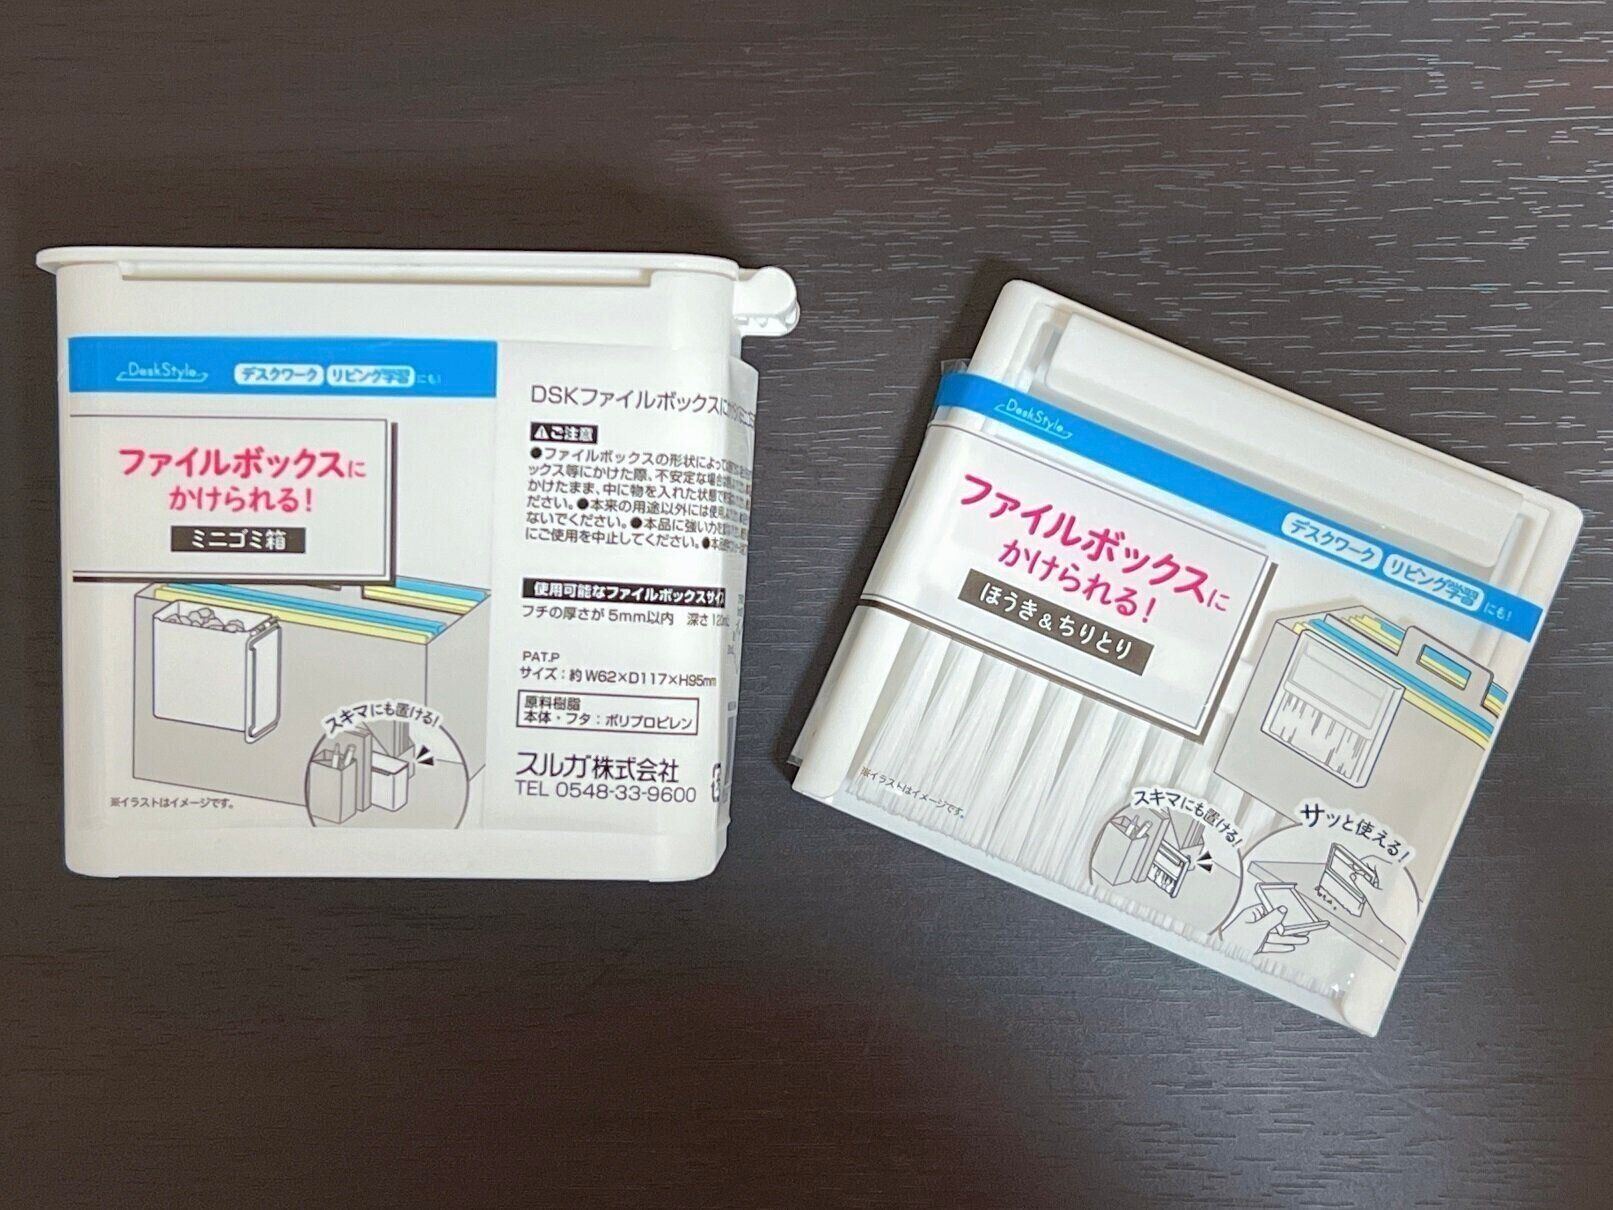 DeskStyle デスクワーク リビング学習 にも!
ファイルボックスに
かけられる!
ミニゴミ箱
スキマにも置ける!
※イラストはイメージです。
DSKファイルボックスに
ご注意
●ファイルボックスの形状によって
ックス等にかけた際、不安定な場合
かけたまま、中に物を入れた状態で
ださい。●本来の用途以外には使用
ないでください。●本品に強い力を
にご使用を中止してください。●本
使用可能なファイルボックスサイズ
フチの厚さが 5mm以内 深さ120
PAT.P
サイズ:約 W62×D117×H95mm
原料樹脂
本体・フタ:ポリプロピレン
スルガ株式会社
TEL 0548-33-9600
DeskStyle デスクワーク リビング学習 にも!
ファイルボックスに
かけられる!
ほうき&ちりとり
※イラストはイメージです。
スキマにも置ける!
サッと使える!